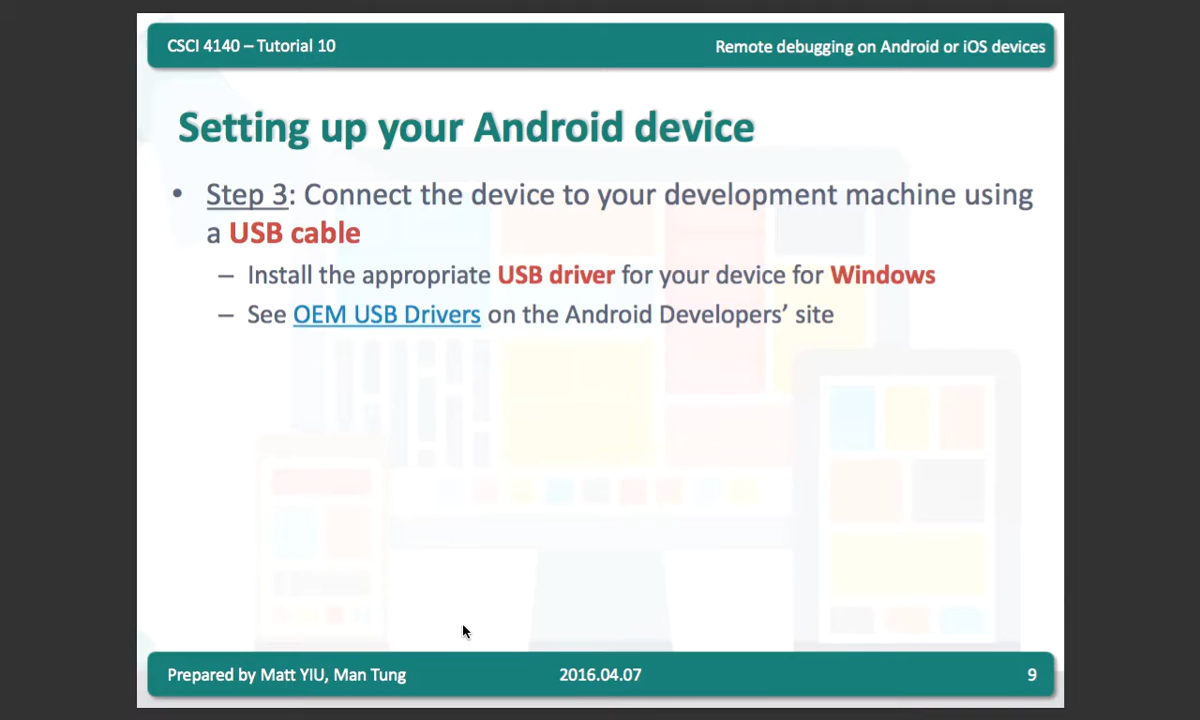 CSCI 4140 – Tutorial 10
Remote debugging on Android or iOS devices
Setting up your Android device
• Step 3: Connect the device to your development machine using
a USB cable
– Install the appropriate USB driver for your device for Windows
– See OEM USB Drivers on the Android Developers’ site
Prepared by Matt YIU, Man Tung
2016.04.07
9